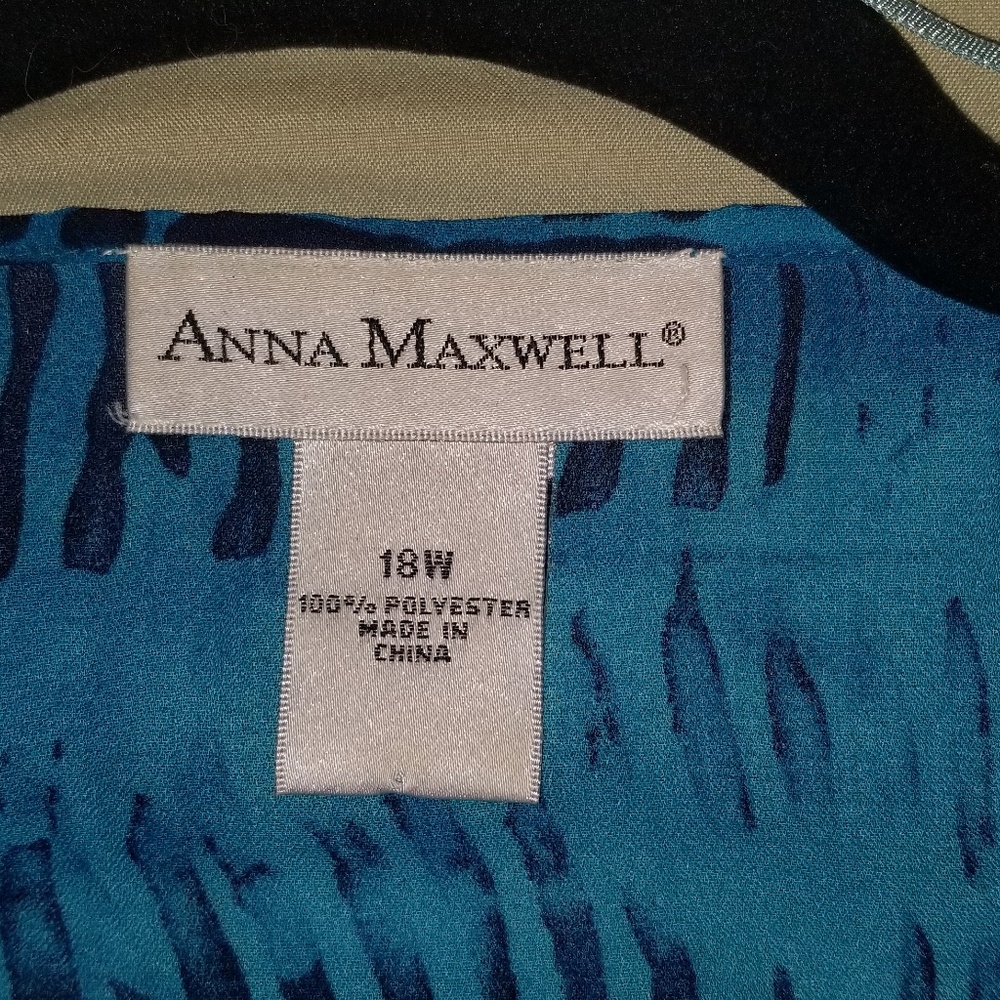 ANNA MAXWELL®
18W
100% POLYESTER
MADE IN
CHINA